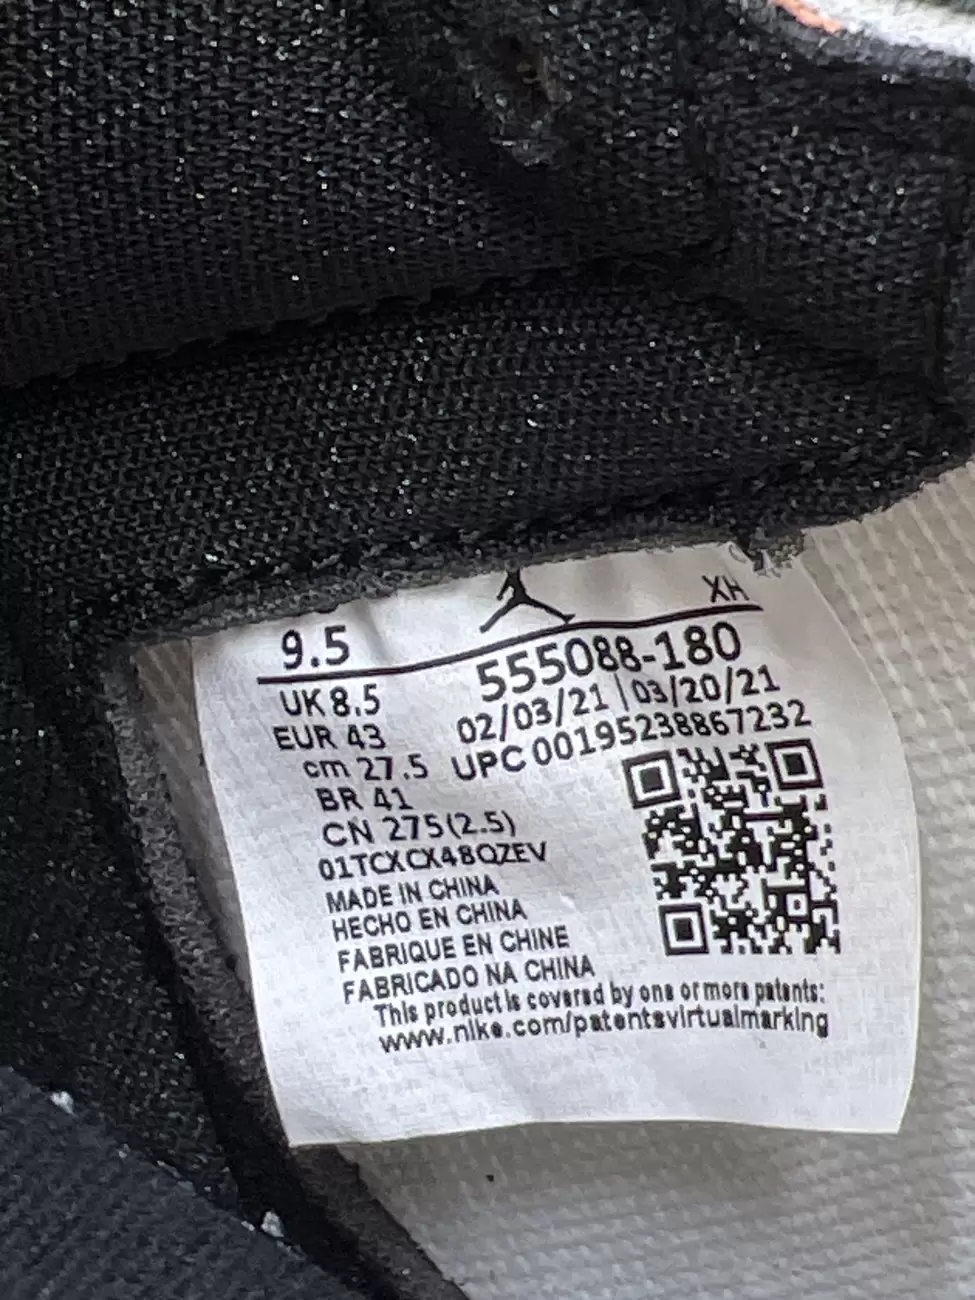 XH
9.5
555088-180
UK 8.5
02/03/21 | 03/20/21
EUR 43
UPC 00195238867232
cm 27.5
BR 41
CN 275(2.5)
01TCXCX48QZEV
MADE IN CHINA
HECHO EN CHINA
FABRIQUE EN CHINE
FABRICADO NA CHINA
This product is covered by one or more patents:
www.nike.com/patentsvirtualmarking